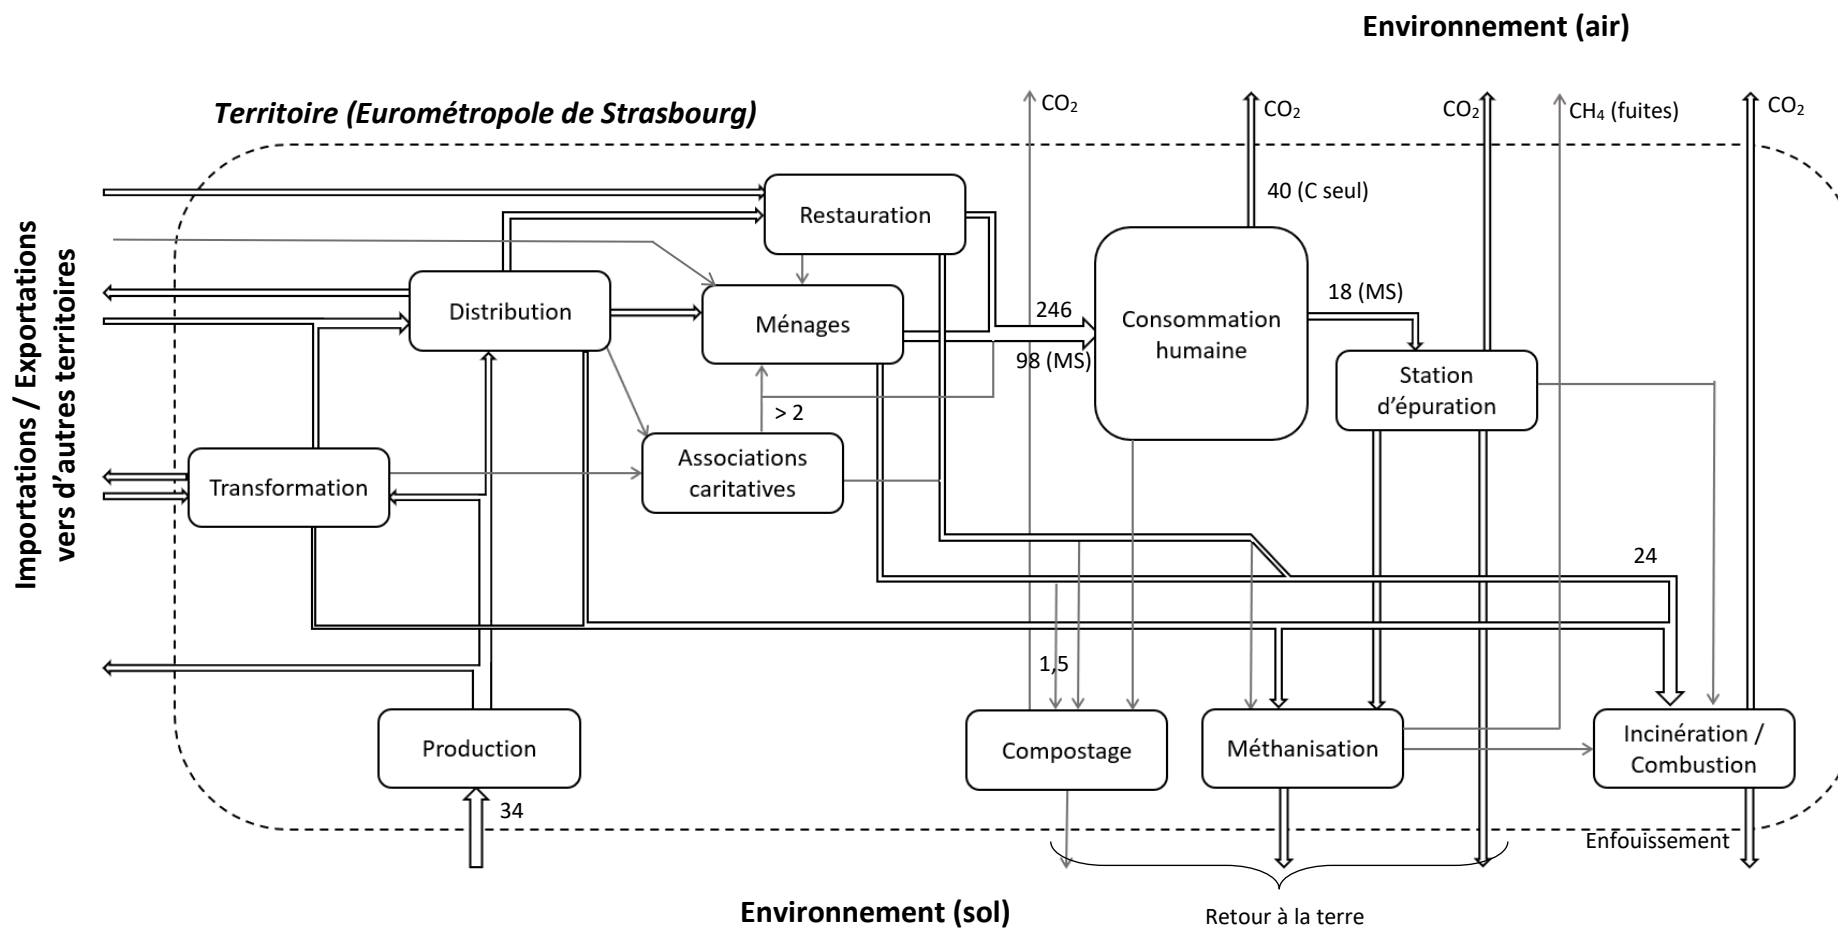 Environnement (air)
Territoire (Eurométropole de Strasbourg)
CO₂
CO₂
CO₂
CH₄ (fuites)
CO₂
Importations / Exportations
vers d'autres territoires
Restauration
40 (C seul)
Distribution
Ménages
246
98 (MS)
Consommation
humaine
18 (MS)
Station
d'épuration
> 2
Associations
caritatives
Transformation
24
1,5
Production
Compostage
Méthanisation
Incinération /
Combustion
34
Enfouissement
Environnement (sol)
Retour à la terre